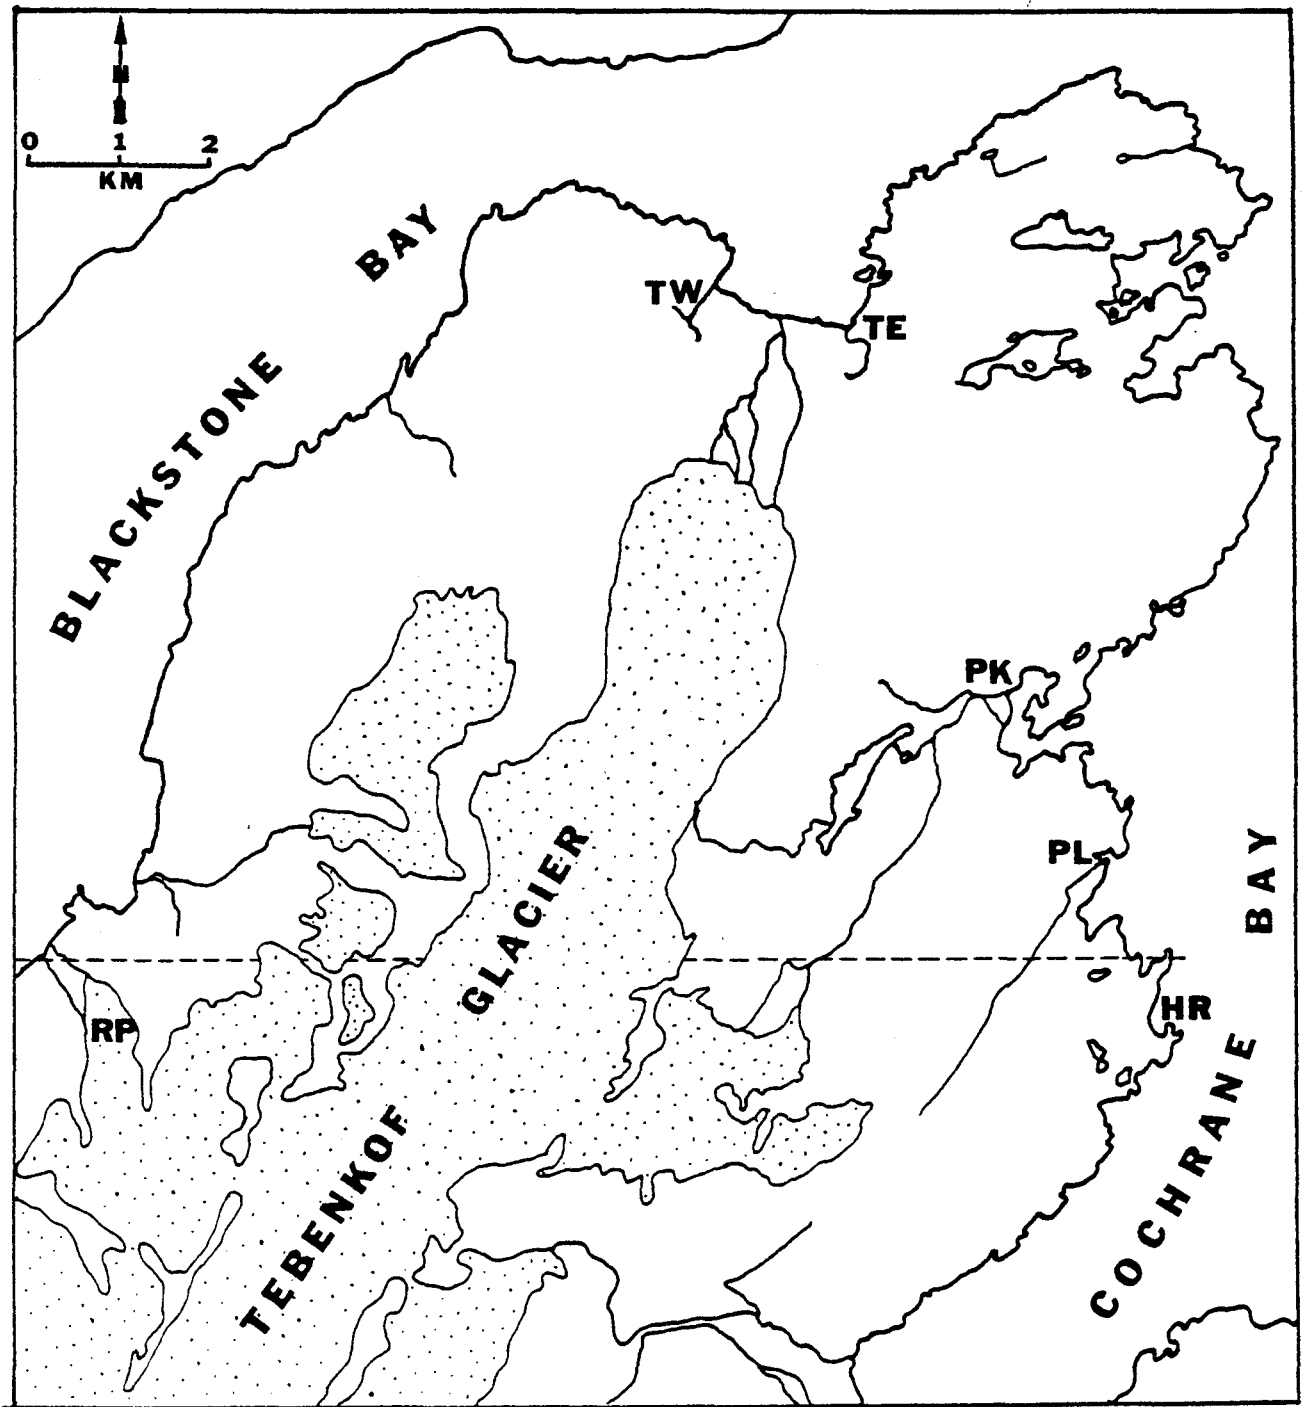 N
0 1 2
KM
BLACKSTONE BAY
TW
TE
PK
PL
HR
RP
TEBENKOF GLACIER
COCHRANE BAY